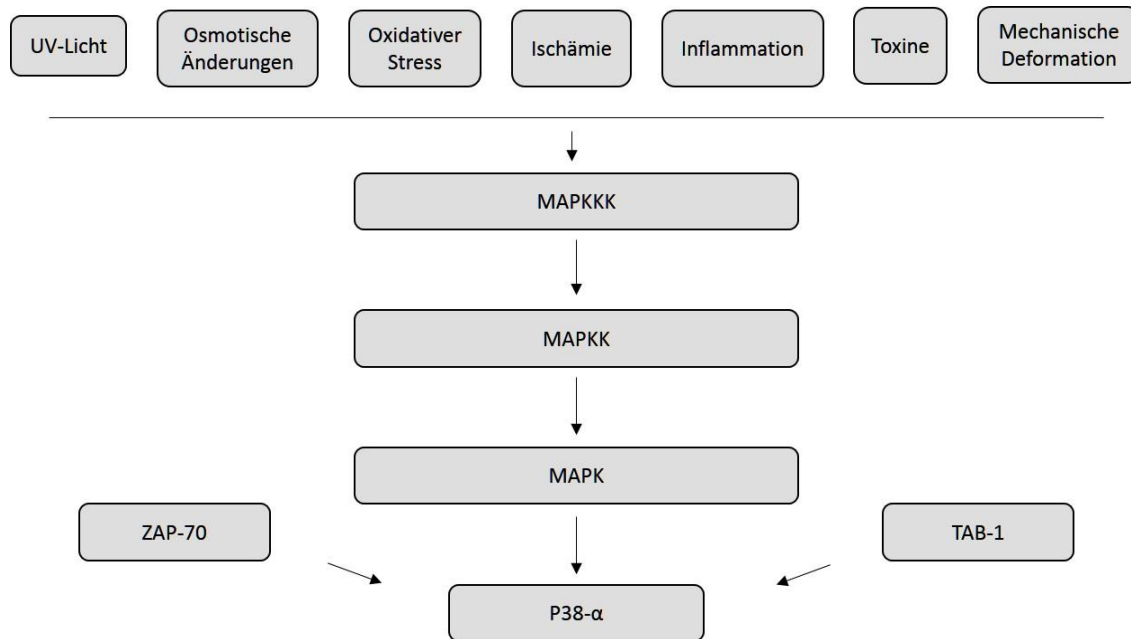 UV-Licht
Osmotische
Änderungen
Oxidativer
Stress
Ischämie
Inflammation
Toxine
Mechanische
Deformation
MAPKKK
MAPKK
MAPK
ZAP-70
TAB-1
P38-α